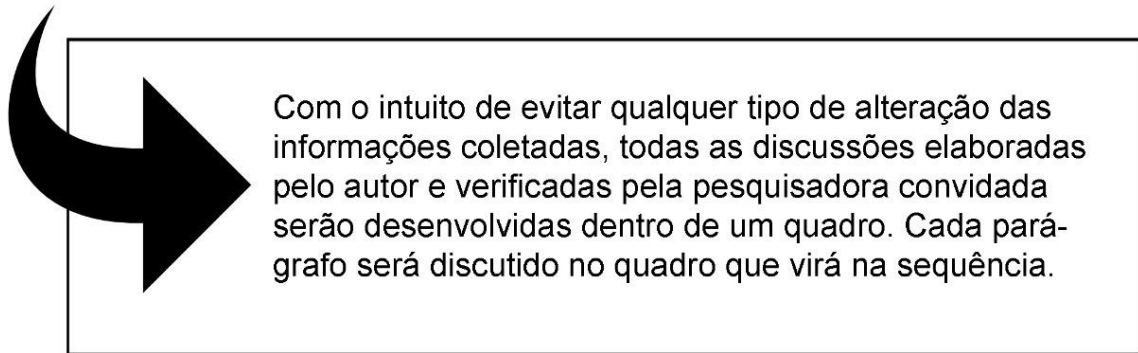 Com o intuito de evitar qualquer tipo de alteração das
informações coletadas, todas as discussões elaboradas
pelo autor e verificadas pela pesquisadora convidada
serão desenvolvidas dentro de um quadro. Cada pará-
grafo será discutido no quadro que virá na sequência.